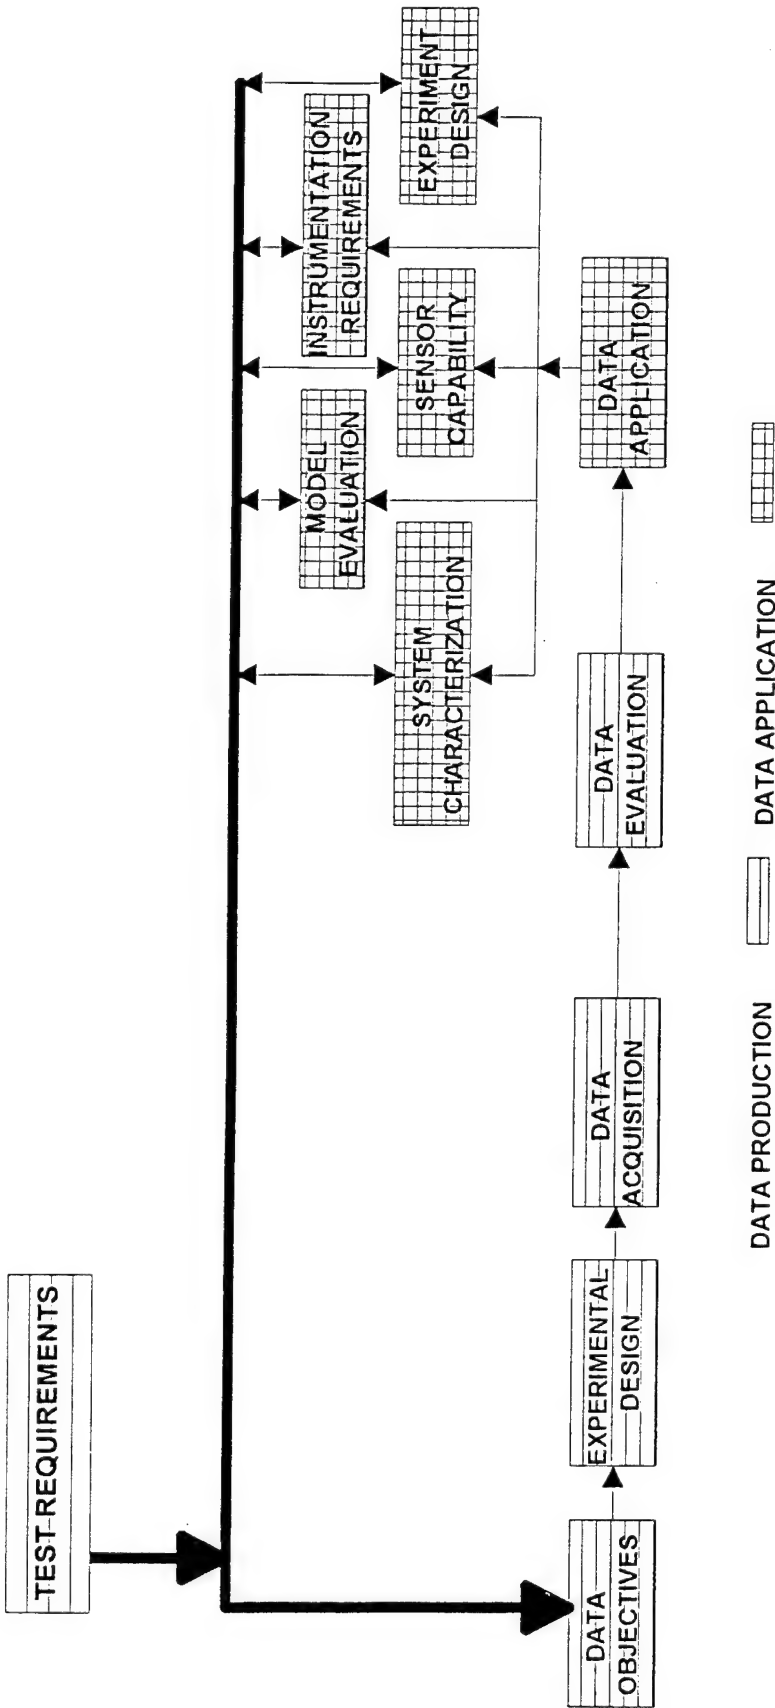 TEST REQUIREMENTS
MODEL
EVALUATION
INSTRUMENTATION
REQUIREMENTS
SYSTEM
CHARACTERIZATION
SENSOR
CAPABILITY
EXPERIMENT
DESIGN
DATA
OBJECTIVES
EXPERIMENTAL
DESIGN
DATA
ACQUISITION
DATA
EVALUATION
DATA
APPLICATION
DATA PRODUCTION
DATA APPLICATION